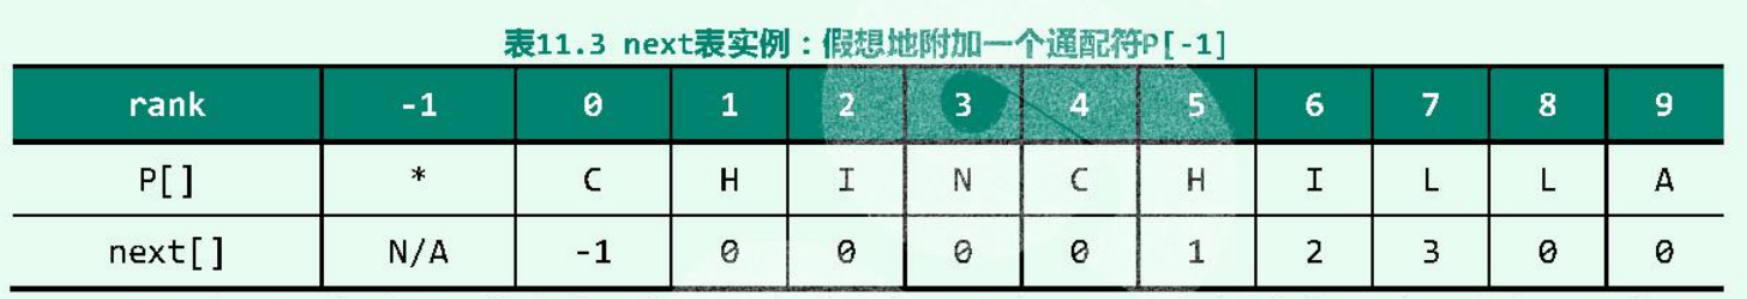 表11.3 next表实例：假想地附加一个通配符P[-1]
rank -1 0 1 2 3 4 5 6 7 8 9
P[] * C H I N C H I L L A
next[] N/A -1 0 0 0 0 1 2 3 0 0